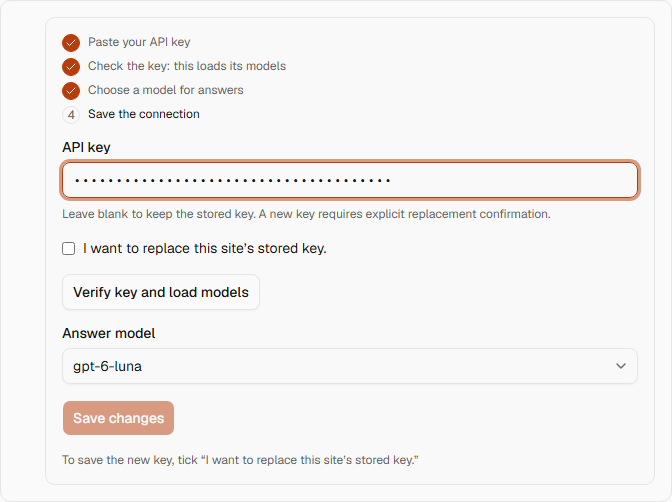 Paste your API key
Check the key: this loads its models
Choose a model for answers
4 Save the connection
API key
••••••••••••••••••••••••••••••••••••••
Leave blank to keep the stored key. A new key requires explicit replacement confirmation.
I want to replace this site's stored key.
Verify key and load models
Answer model
gpt-6-luna
Save changes
To save the new key, tick “I want to replace this site's stored key.”